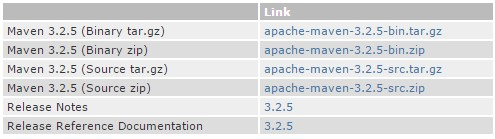 Link
Maven 3.2.5 (Binary tar.gz) apache-maven-3.2.5-bin.tar.gz
Maven 3.2.5 (Binary zip) apache-maven-3.2.5-bin.zip
Maven 3.2.5 (Source tar.gz) apache-maven-3.2.5-src.tar.gz
Maven 3.2.5 (Source zip) apache-maven-3.2.5-src.zip
Release Notes 3.2.5
Release Reference Documentation 3.2.5